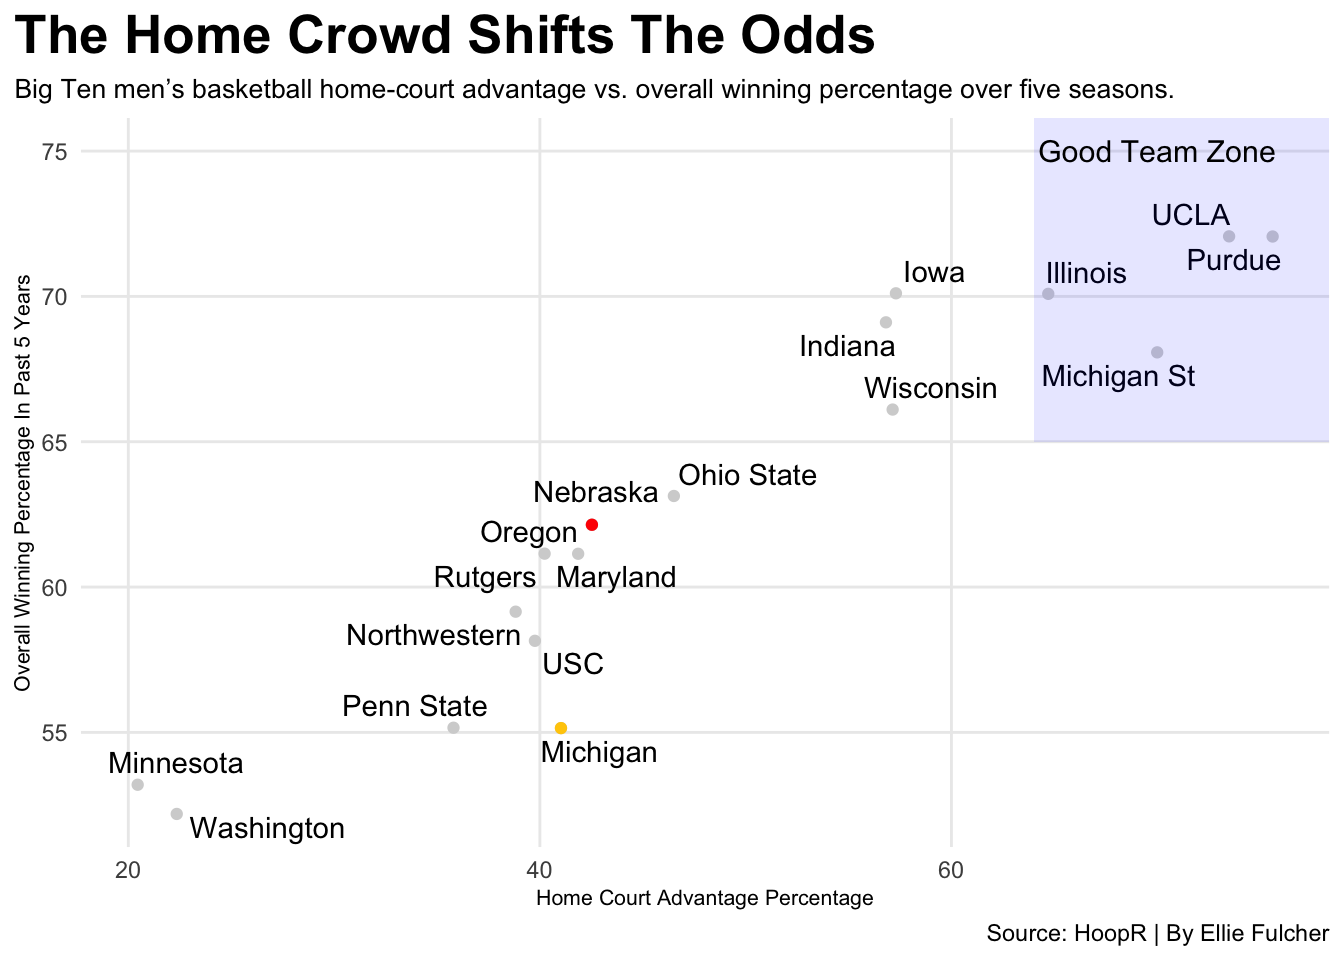 The Home Crowd Shifts The Odds
Big Ten men’s basketball home-court advantage vs. overall winning percentage over five seasons.
Overall Winning Percentage In Past 5 Years
75
70
65
60
55
Good Team Zone
UCLA
Purdue
Iowa
Illinois
Indiana
Michigan St
Wisconsin
Ohio State
Nebraska
Oregon
Rutgers
Maryland
Northwestern
USC
Penn State
Michigan
Minnesota
Washington
20
40
60
Home Court Advantage Percentage
Source: HoopR | By Ellie Fulcher